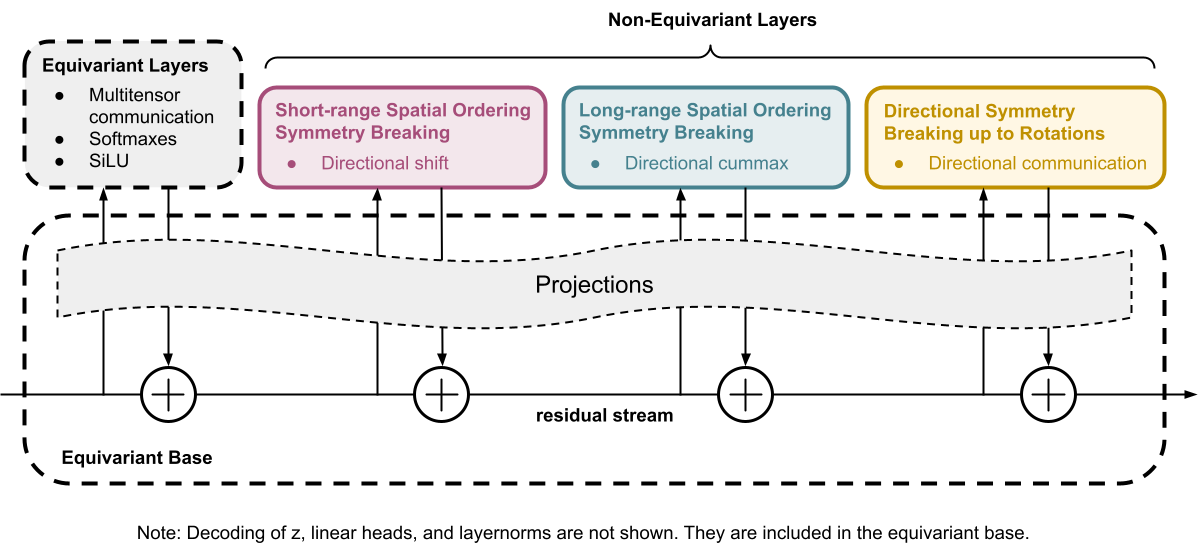 Non-Equivariant Layers
Equivariant Layers
● Multitensor
communication
● Softmaxes
● SiLU
Short-range Spatial Ordering
Symmetry Breaking
● Directional shift
Long-range Spatial Ordering
Symmetry Breaking
● Directional cummax
Directional Symmetry
Breaking up to Rotations
● Directional communication
Projections
residual stream
Equivariant Base
Note: Decoding of z, linear heads, and layernorms are not shown. They are included in the equivariant base.